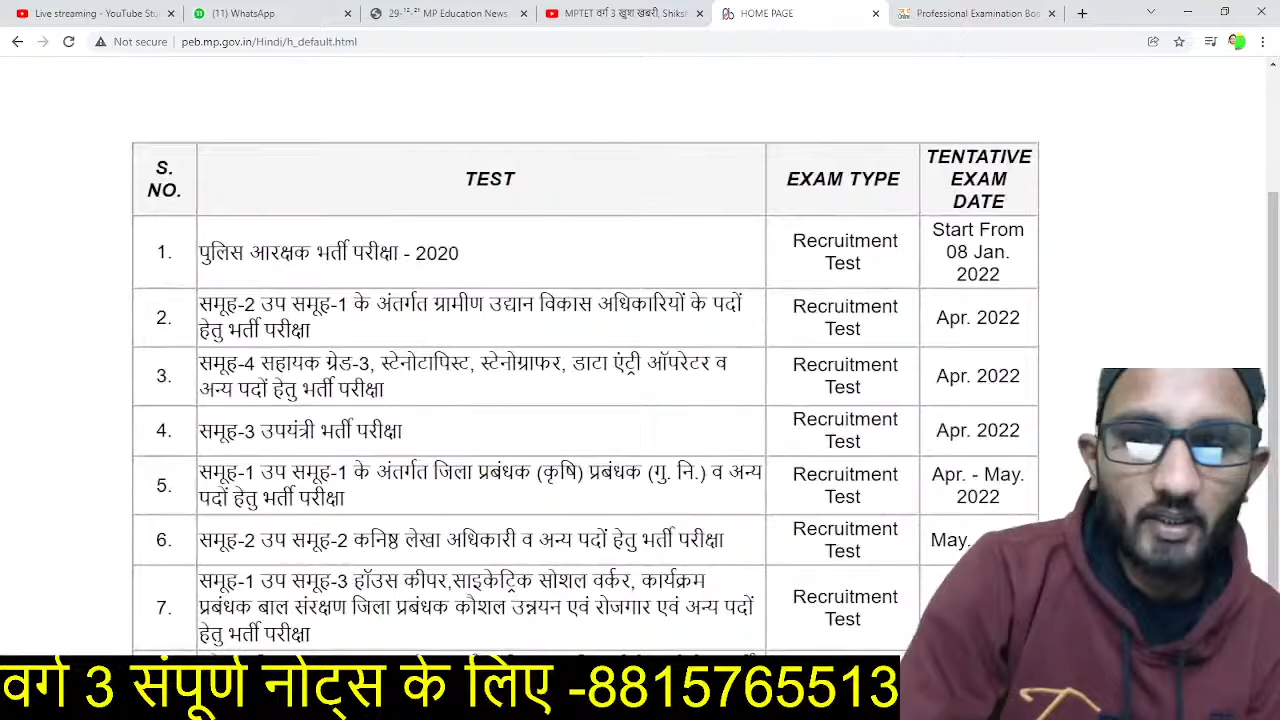 Live streaming - YouTube Stu
(11) WhatsApp
29-12-21 MP Education News
MPTET वर्ग 3 खुश खबरी, Shiksl
HOME PAGE
Professional Examination Boa
Not secure
peb.mp.gov.in/Hindi/h_default.html
S. NO.
TEST
EXAM TYPE
TENTATIVE EXAM DATE
1.
पुलिस आरक्षक भर्ती परीक्षा - 2020
Recruitment Test
Start From 08 Jan. 2022
2.
समूह-2 उप समूह-1 के अंतर्गत ग्रामीण उद्यान विकास अधिकारियों के पदों
हेतु भर्ती परीक्षा
Recruitment Test
Apr. 2022
3.
समूह-4 सहायक ग्रेड-3, स्टेनोटापिस्ट, स्टेनोग्राफर, डाटा एंट्री ऑपरेटर व
अन्य पदों हेतु भर्ती परीक्षा
Recruitment Test
Apr. 2022
4.
समूह-3 उपयंत्री भर्ती परीक्षा
Recruitment Test
Apr. 2022
5.
समूह-1 उप समूह-1 के अंतर्गत जिला प्रबंधक (कृषि) प्रबंधक (गु. नि.) व अन्य
पदों हेतु भर्ती परीक्षा
Recruitment Test
Apr. - May. 2022
6.
समूह-2 उप समूह-2 कनिष्ठ लेखा अधिकारी व अन्य पदों हेतु भर्ती परीक्षा
Recruitment Test
May.
7.
समूह-1 उप समूह-3 हॉउस कीपर,साइकेट्रिक सोशल वर्कर, कार्यक्रम
प्रबंधक बाल संरक्षण जिला प्रबंधक कौशल उन्नयन एवं रोजगार एवं अन्य पदों
हेतु भर्ती परीक्षा
Recruitment Test
वर्ग 3 संपूर्ण नोट्स के लिए -8815765513